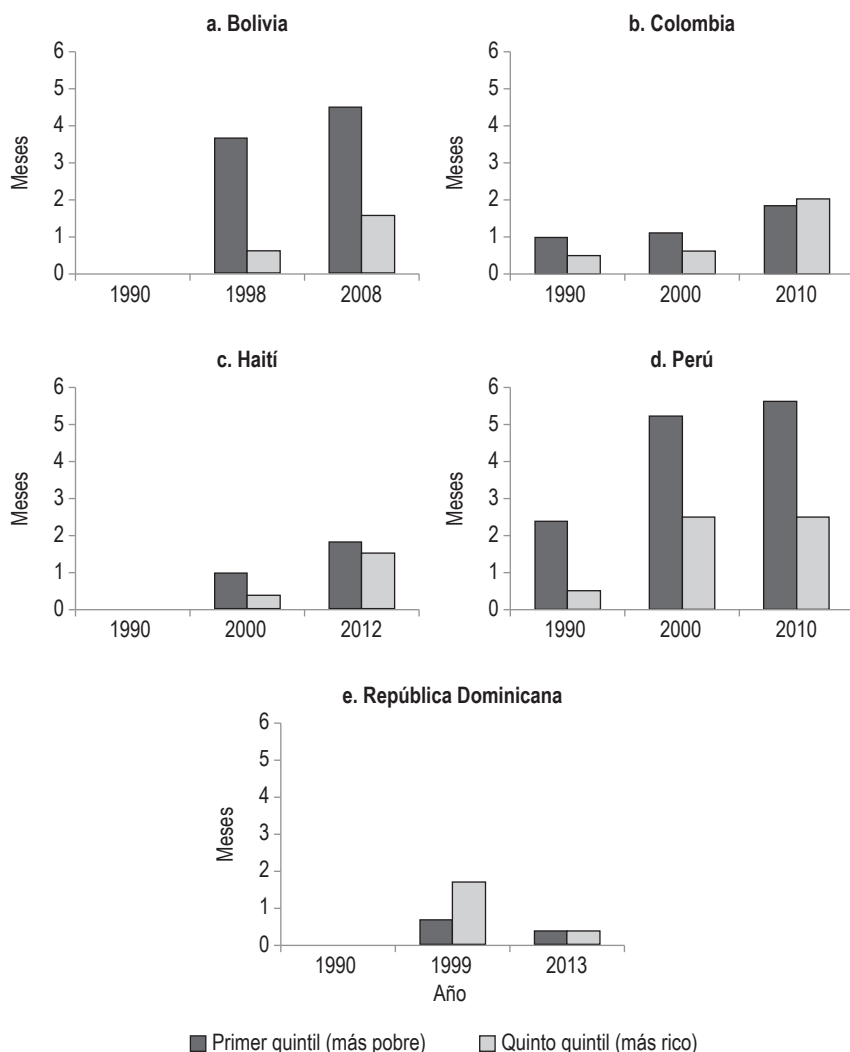 a. Bolivia
6
5
4
3
2
1
0
Meses
1990 1998 2008
b. Colombia
6
5
4
3
2
1
0
Meses
1990 2000 2010
c. Haití
6
5
4
3
2
1
0
Meses
1990 2000 2012
d. Perú
6
5
4
3
2
1
0
Meses
1990 2000 2010
e. República Dominicana
6
5
4
3
2
1
0
Meses
1990 1999 2013
Año
Primer quintil (más pobre) Quinto quintil (más rico)